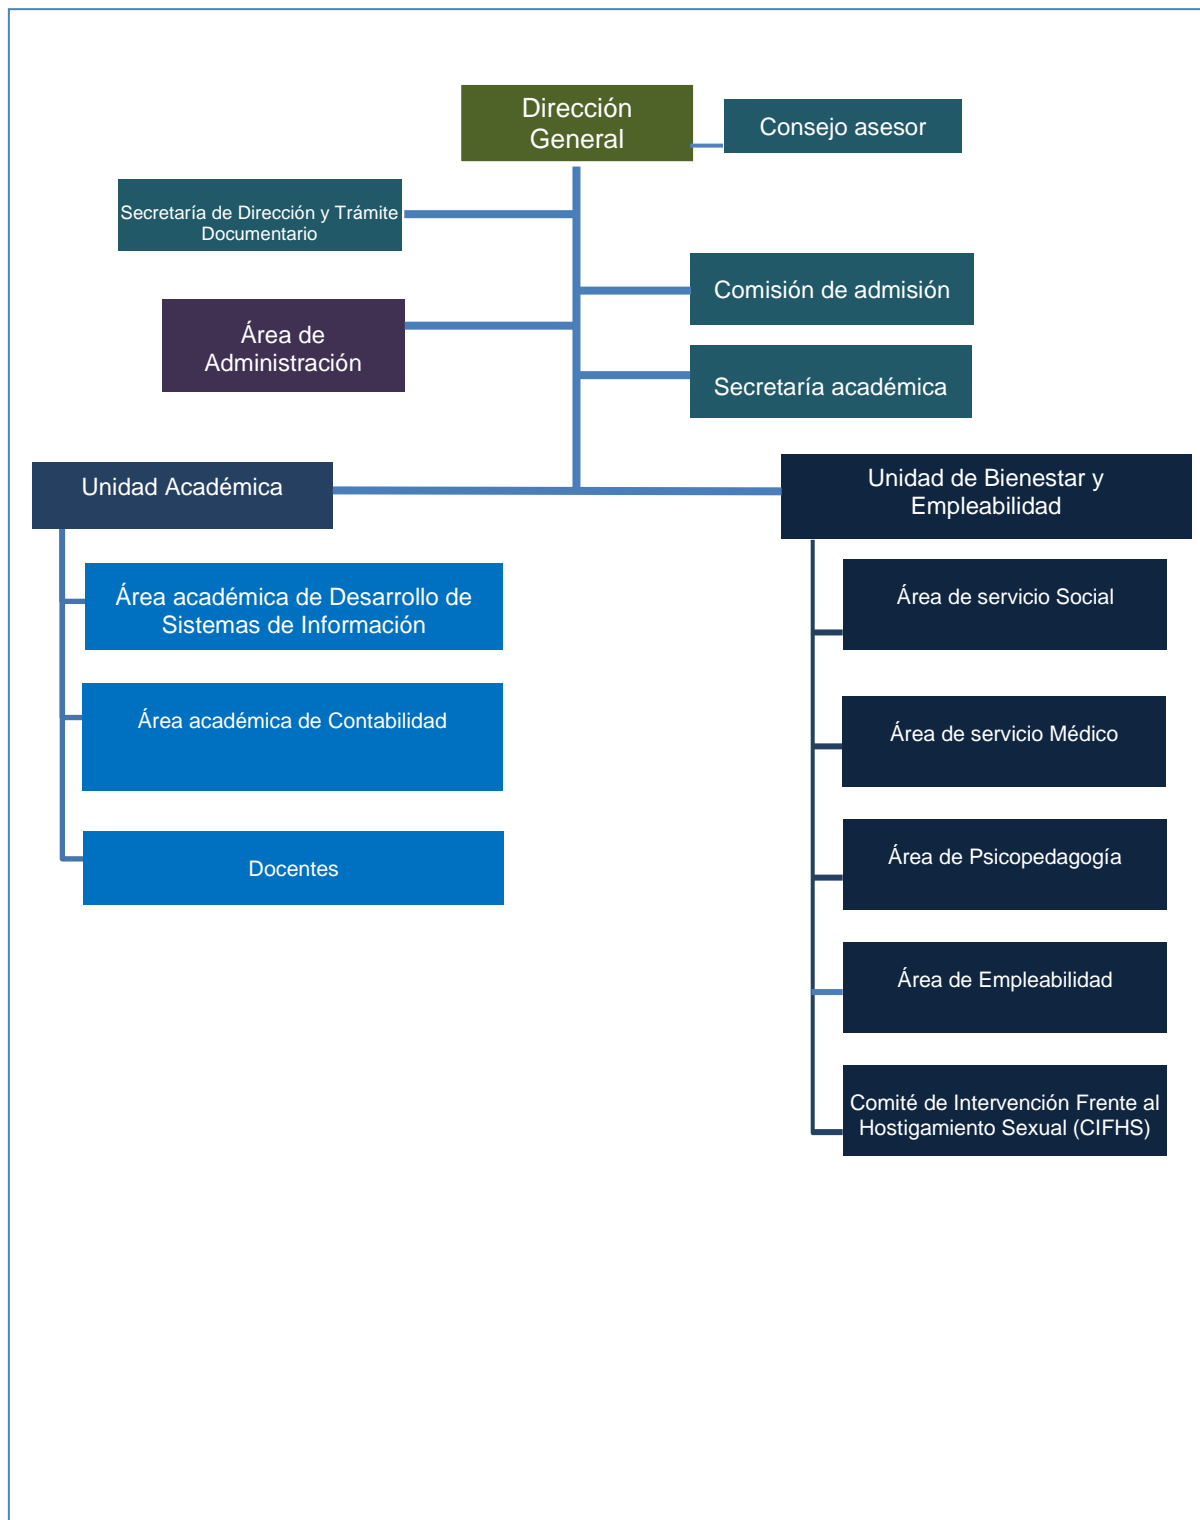 Dirección
General
Consejo asesor
Secretaría de Dirección y Trámite
Documentario
Comisión de admisión
Área de
Administración
Secretaría académica
Unidad Académica
Unidad de Bienestar y
Empleabilidad
Área académica de Desarrollo de
Sistemas de Información
Área académica de Contabilidad
Docentes
Área de servicio Social
Área de servicio Médico
Área de Psicopedagogía
Área de Empleabilidad
Comité de Intervención Frente al
Hostigamiento Sexual (CIFHS)